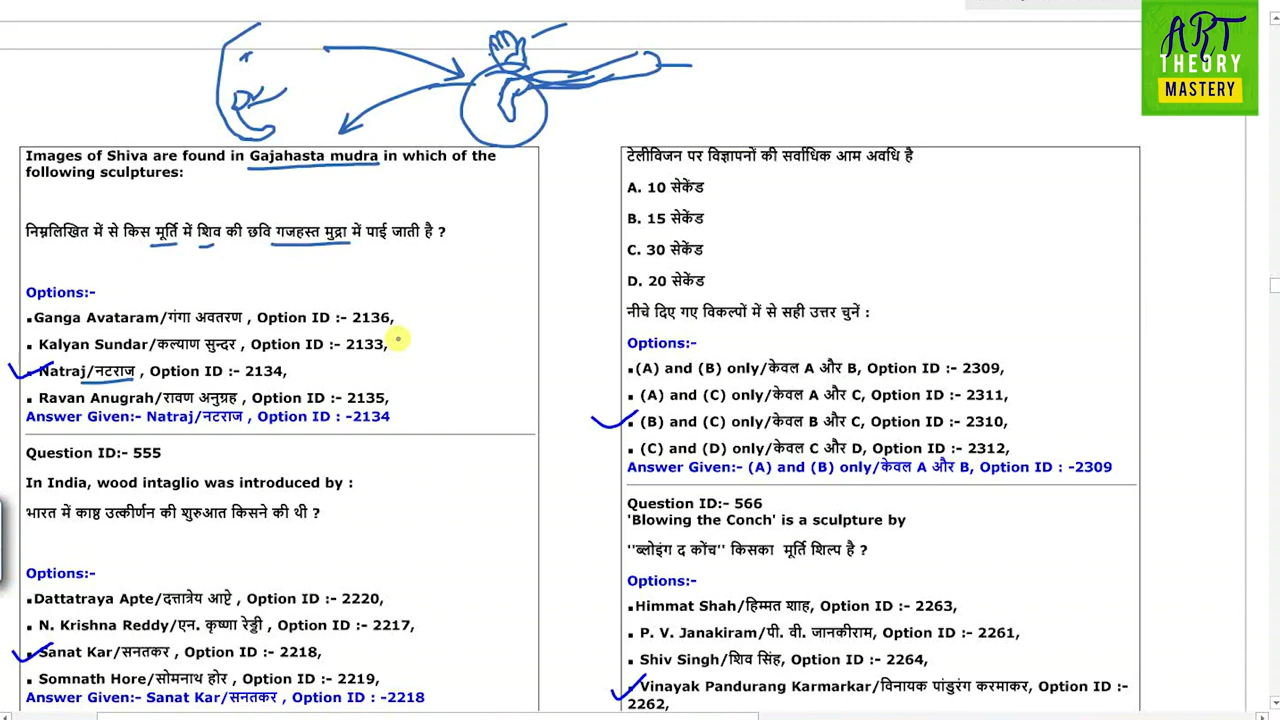 ART
THEORY
MASTERY
Images of Shiva are found in Gajahasta mudra in which of the
following sculptures:
निम्नलिखित में से किस मूर्ति में शिव की छवि गजहस्त मुद्रा में पाई जाती है ?
Options:-
Ganga Avataram/गंगा अवतरण , Option ID :- 2136,
Kalyan Sundar/कल्याण सुन्दर , Option ID :- 2133,
Natraj/नटराज , Option ID :- 2134,
Ravan Anugrah/रावण अनुग्रह , Option ID :- 2135,
Answer Given:- Natraj/नटराज , Option ID : -2134
Question ID:- 555
In India, wood intaglio was introduced by :
भारत में काष्ठ उत्कीर्णन की शुरुआत किसने की थी ?
Options:-
Dattatraya Apte/दत्तात्रेय आप्टे , Option ID :- 2220,
N. Krishna Reddy/एन. कृष्णा रेड्डी , Option ID :- 2217,
Sanat Kar/सनतकर , Option ID :- 2218,
Somnath Hore/सोमनाथ होर , Option ID :- 2219,
Answer Given:- Sanat Kar/सनतकर , Option ID : -2218
टेलीविजन पर विज्ञापनों की सर्वाधिक आम अवधि है
A. 10 सेकेंड
B. 15 सेकेंड
C. 30 सेकेंड
D. 20 सेकेंड
नीचे दिए गए विकल्पों में से सही उत्तर चुनें :
Options:-
(A) and (B) only/केवल A और B, Option ID :- 2309,
(A) and (C) only/केवल A और C, Option ID :- 2311,
(B) and (C) only/केवल B और C, Option ID :- 2310,
(C) and (D) only/केवल C और D, Option ID :- 2312,
Answer Given:- (A) and (B) only/केवल A और B, Option ID : -2309
Question ID:- 566
'Blowing the Conch' is a sculpture by
''ब्लोइंग द कोंच'' किसका मूर्ति शिल्प है ?
Options:-
Himmat Shah/हिम्मत शाह, Option ID :- 2263,
P. V. Janakiram/पी. वी. जानकीराम, Option ID :- 2261,
Shiv Singh/शिव सिंह, Option ID :- 2264,
Vinayak Pandurang Karmarkar/विनायक पांडुरंग करमाकर, Option ID :-
2262,